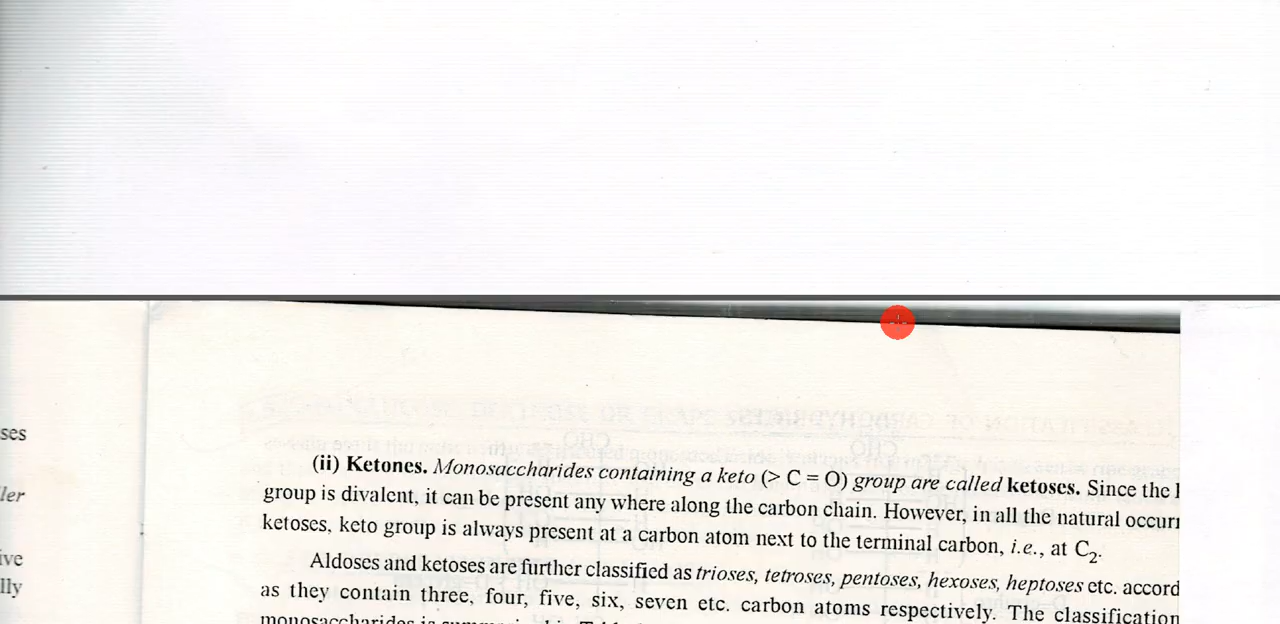 ses
ler
ive
lly
(ii) Ketones. Monosaccharides containing a keto (> C = O) group are called ketoses. Since the
group is divalent, it can be present any where along the carbon chain. However, in all the natural occur
ketoses, keto group is always present at a carbon atom next to the terminal carbon, i.e., at C₂.
Aldoses and ketoses are further classified as trioses, tetroses, pentoses, hexoses, heptoses etc. accord
as they contain three, four, five, six, seven etc. carbon atoms respectively. The classification
monosaccharides is